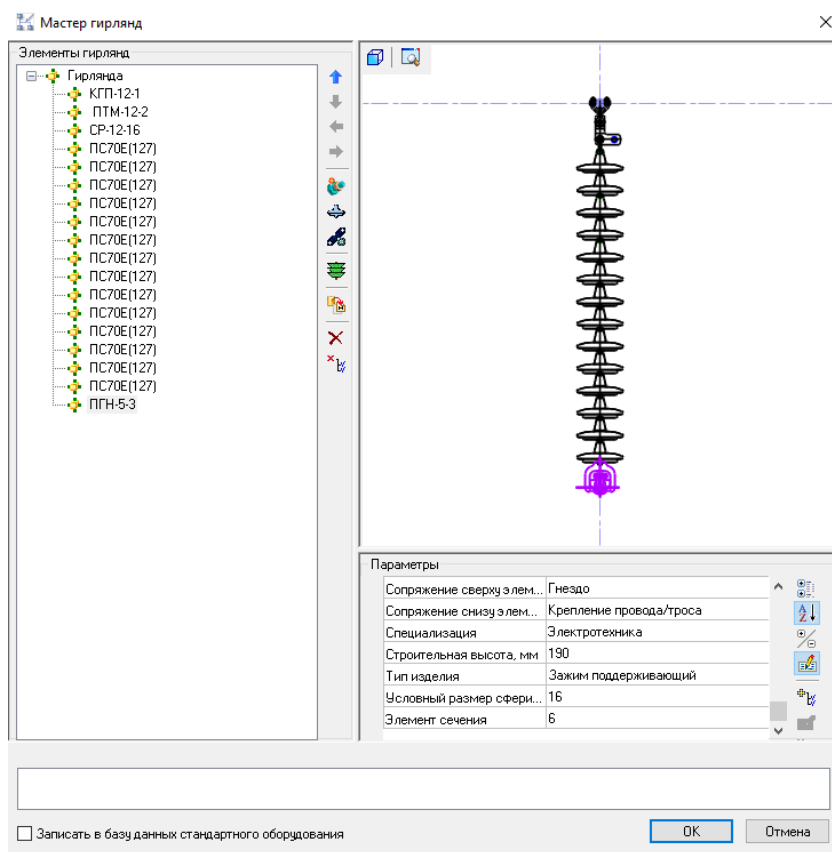 Мастер гирлянд
Элементы гирлянд
Гирлянда
КГП-12-1
ПТМ-12-2
СР-12-16
ПС70Е(127)
ПС70Е(127)
ПС70Е(127)
ПС70Е(127)
ПС70Е(127)
ПС70Е(127)
ПС70Е(127)
ПС70Е(127)
ПС70Е(127)
ПС70Е(127)
ПС70Е(127)
ПС70Е(127)
ПС70Е(127)
ПС70Е(127)
ПГН-5-3
Параметры
Сопряжение сверху элем... Гнездо
Сопряжение снизу элем... Крепление провода/троса
Специализация Электротехника
Строительная высота, мм 190
Тип изделия Зажим поддерживающий
Условный размер сфери... 16
Элемент сечения 6
Записать в базу данных стандартного оборудования
OK Отмена